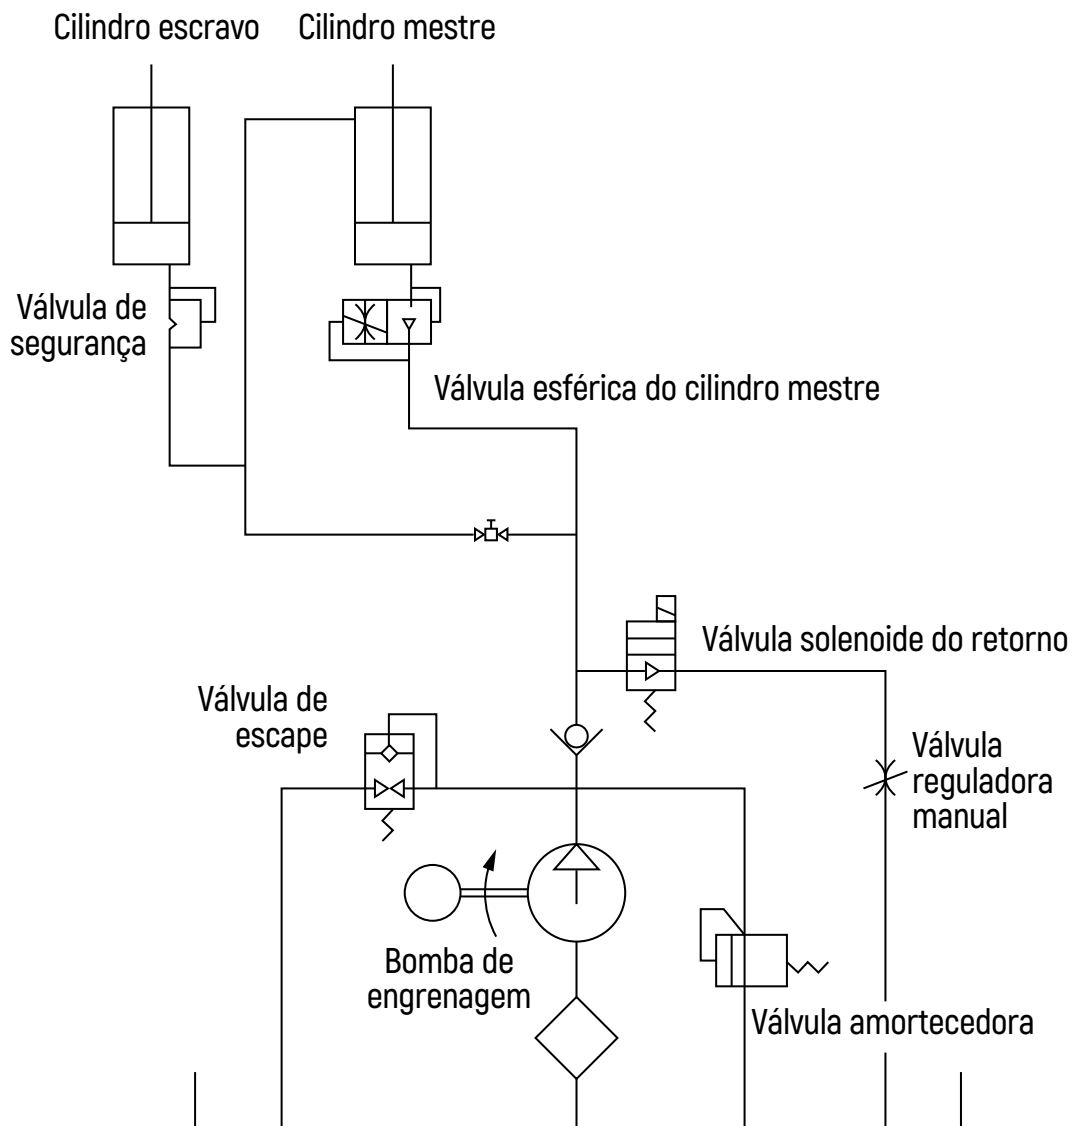 Cilindro escravo
Cilindro mestre
Válvula de
segurança
Válvula esférica do cilindro mestre
Válvula solenoide do retorno
Válvula de
escape
Válvula
reguladora
manual
Bomba de
engrenagem
Válvula amortecedora